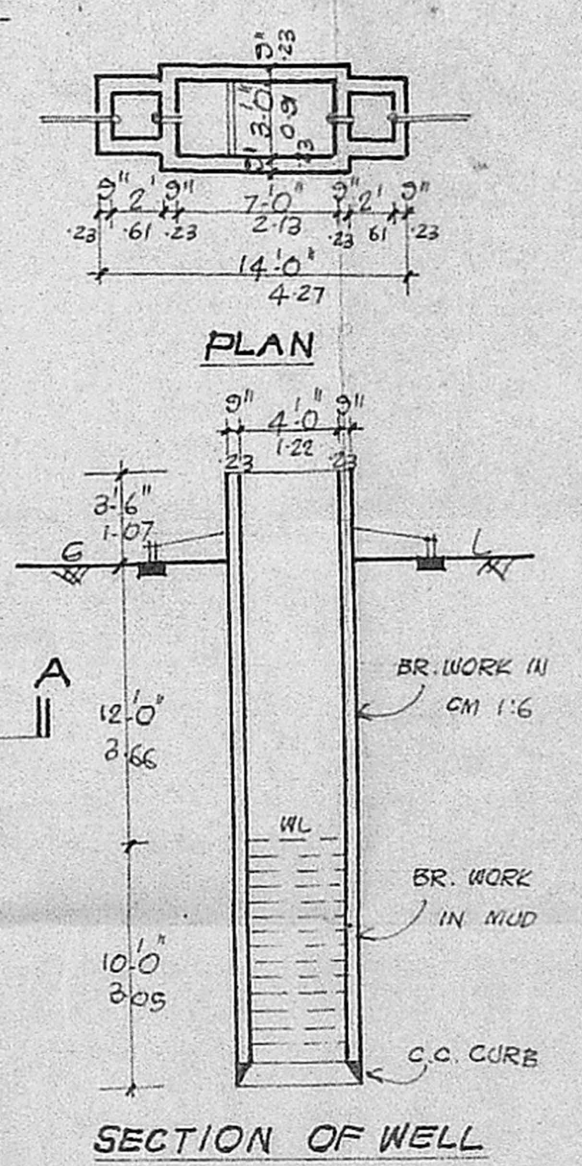 9" .23
3'-0" 0.91
9" .23
9" 2' 9" 7'-0" 9" 2' 9"
.23 .61 .23 2.13 .23 61 .23
14'-0"
4.27
PLAN
9" 4'-0" 9"
.23 1.22 .23
3'-6"
1.07
G L
A
BR. WORK IN
CM 1:6
12'-0"
3.66
WL
BR. WORK
IN MUD
10'-0"
3.05
C.C. CURB
SECTION OF WELL